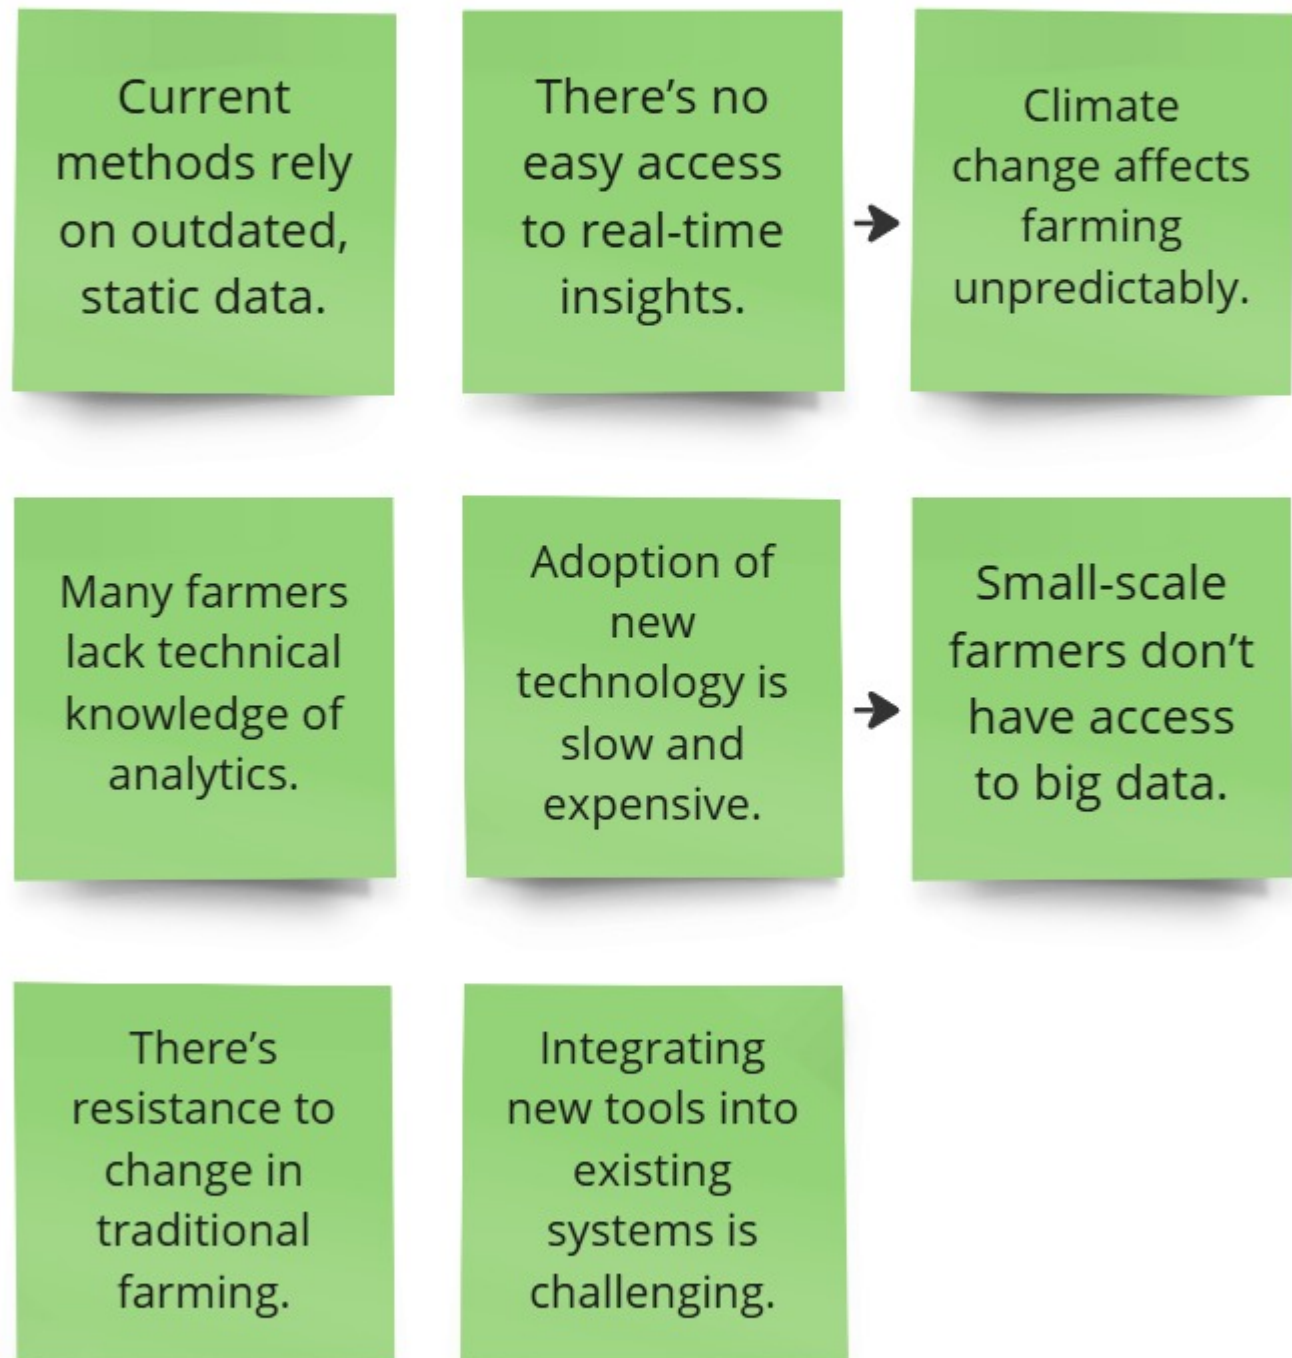 Current
methods rely
on outdated,
static data.
There’s no
easy access
to real-time
insights.
Climate
change affects
farming
unpredictably.
Many farmers
lack technical
knowledge of
analytics.
Adoption of
new
technology is
slow and
expensive.
Small-scale
farmers don’t
have access
to big data.
There’s
resistance to
change in
traditional
farming.
Integrating
new tools into
existing
systems is
challenging.